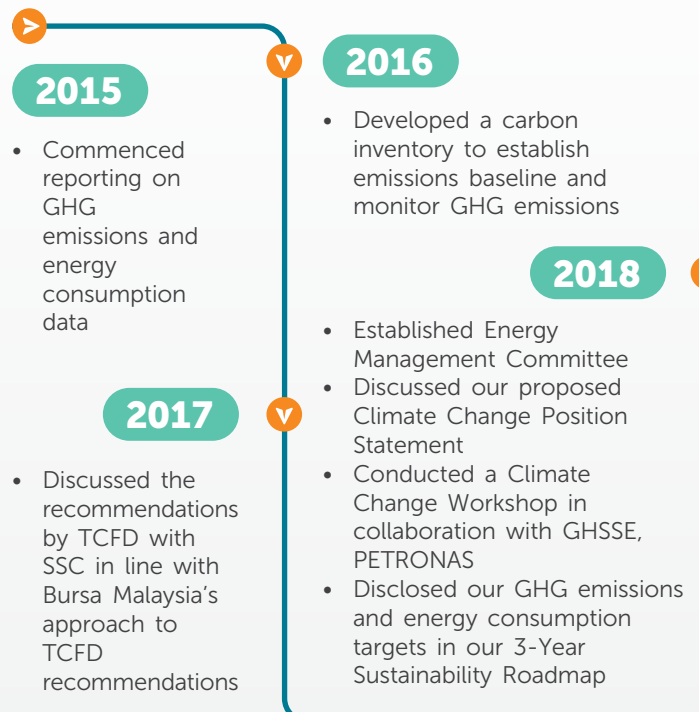 2015
• Commenced
reporting on
GHG
emissions and
energy
consumption
data
2016
• Developed a carbon
inventory to establish
emissions baseline and
monitor GHG emissions
2017
• Discussed the
recommendations
by TCFD with
SSC in line with
Bursa Malaysia’s
approach to
TCFD
recommendations
2018
• Established Energy
Management Committee
• Discussed our proposed
Climate Change Position
Statement
• Conducted a Climate
Change Workshop in
collaboration with GHSSE,
PETRONAS
• Disclosed our GHG emissions
and energy consumption
targets in our 3-Year
Sustainability Roadmap